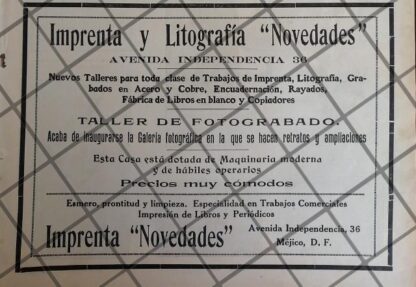 Imprenta y Litografía "Novedades"
AVENIDA INDEPENDENCIA 36
Nuevos Talleres para toda clase de Trabajos de Imprenta, Litografía, Gra-
bados en Acero y Cobre, Encuadernación, Rayados,
Fábrica de Libros en blanco y Copiadores
TALLER DE FOTOGRABADO.
Acaba de inaugurarse la Galería fotográfica en la que se hacen retratos y ampliaciones
Esta Casa está dotada de Maquinaria moderna
y de hábiles operarios
Precios muy cómodos
Esmero, prontitud y limpieza. Especialidad en Trabajos Comerciales
Impresión de Libros y Periódicos
Imprenta "Novedades"
Avenida Independencia, 36
Méjico, D. F.